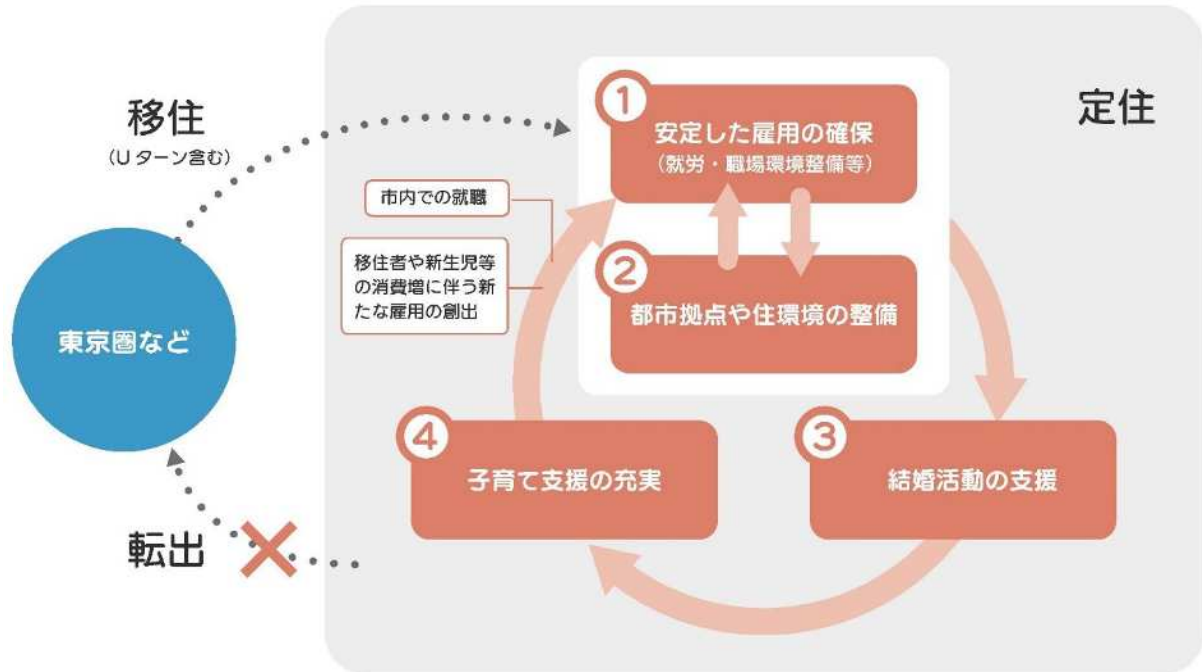 移住
（Uターン含む）
定住
①
安定した雇用の確保
（就労・職場環境整備等）
市内での就職
移住者や新生児等
の消費増に伴う新
たな雇用の創出
②
都市拠点や住環境の整備
東京圏など
④
子育て支援の充実
③
結婚活動の支援
転出